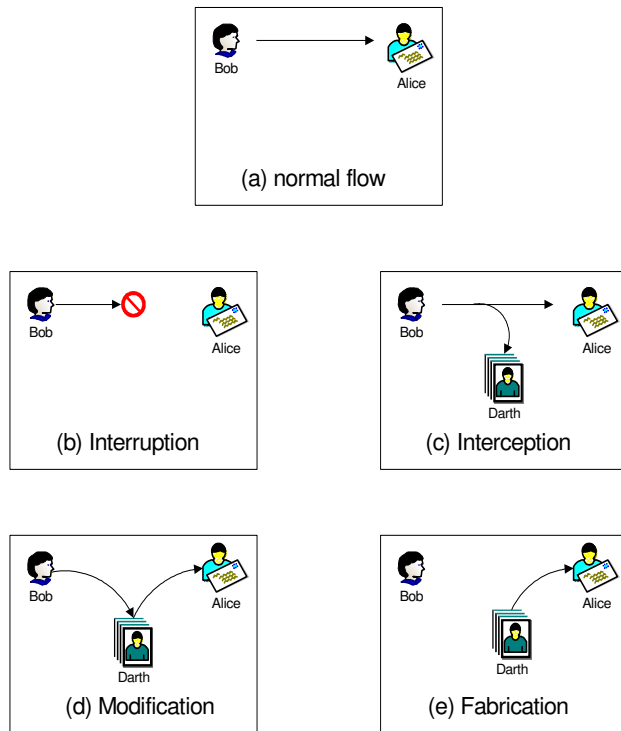 Bob
Alice
(a) normal flow
Bob
Alice
(b) Interruption
Bob
Alice
Darth
(c) Interception
Bob
Alice
Darth
(d) Modification
Bob
Alice
Darth
(e) Fabrication